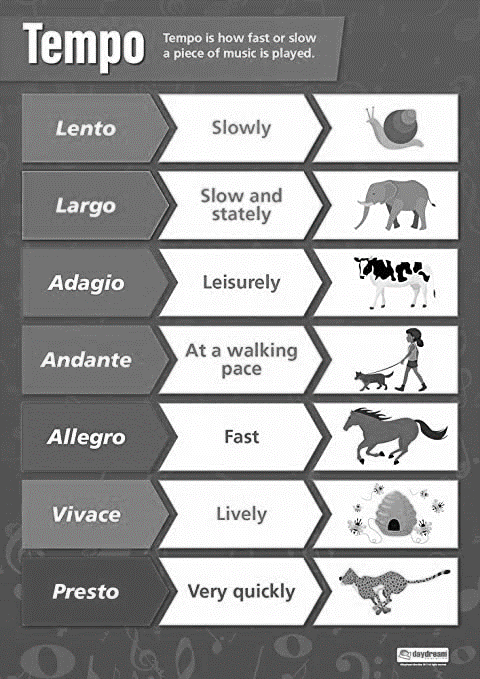 Tempo
Tempo is how fast or slow
a piece of music is played.
Lento
Slowly
Largo
Slow and
stately
Adagio
Leisurely
Andante
At a walking
pace
Allegro
Fast
Vivace
Lively
Presto
Very quickly
daydream